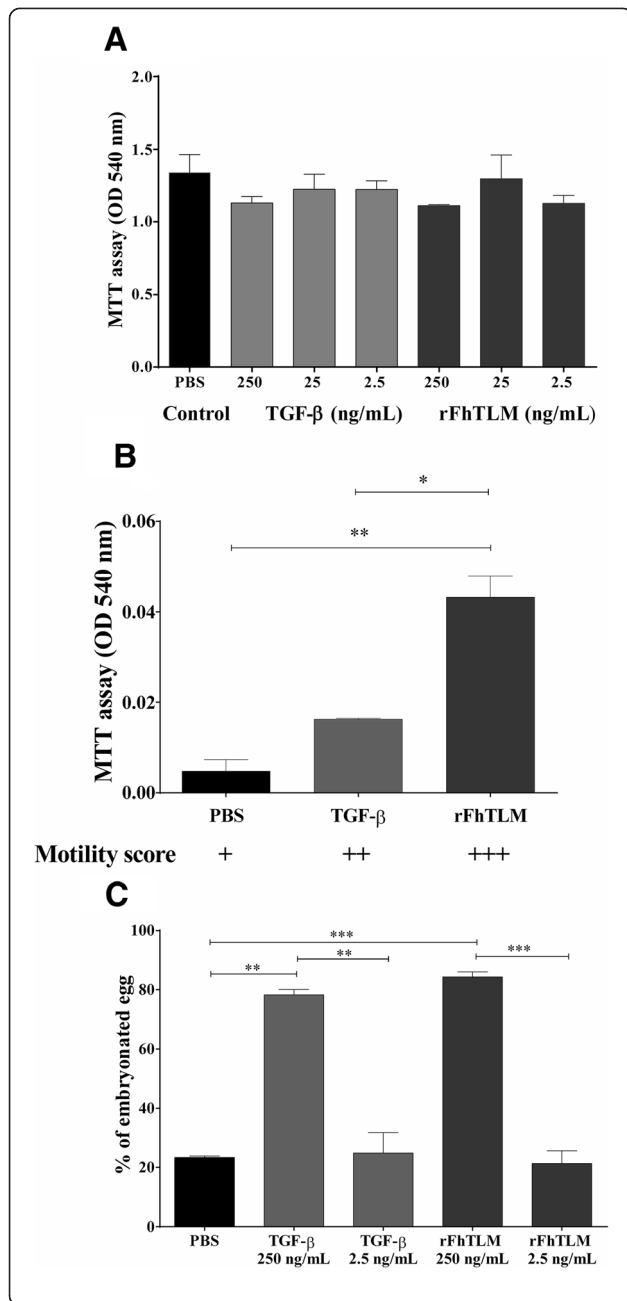 A
MTT assay (OD 540 nm)
2.0
1.5
1.0
0.5
0.0
PBS 250 25 2.5 250 25 2.5
Control TGF-β (ng/mL) rFhTLM (ng/mL)
B
MTT assay (OD 540 nm)
*
**
0.06
0.04
0.02
0.00
PBS TGF-β rFhTLM
Motility score + ++ +++
C
% of embryonated egg
100
80
60
40
20
0
***
** ** ***
PBS TGF-β TGF-β rFhTLM rFhTLM
250 ng/mL 2.5 ng/mL 250 ng/mL 2.5 ng/mL